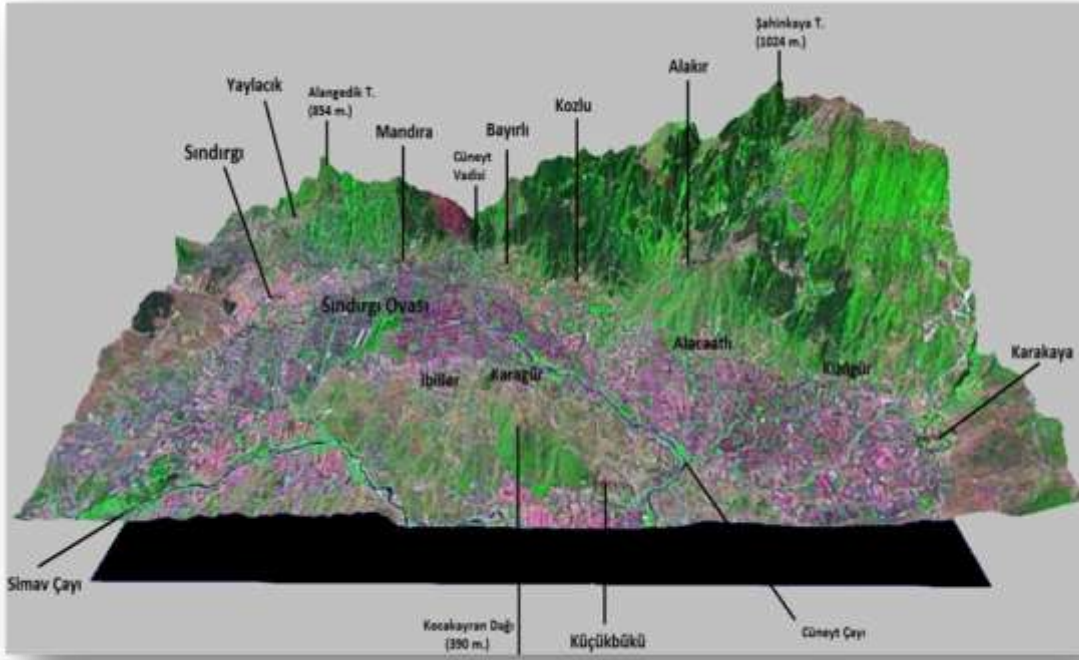 Şahinkaya T.
(1024 m.)
Alakır
Yaylacık
Alangedik T.
(854 m.)
Kozlu
Mandıra
Bayırlı
Sındırgı
Cüneyt
Vadisi
Sındırgı Ovası
Alacaatlı
Karakaya
İbiller
Karagür
Kızılgür
Simav Çayı
Kocakayran Dağı
(390 m.)
Küçükbükü
Cüneyt Çayı